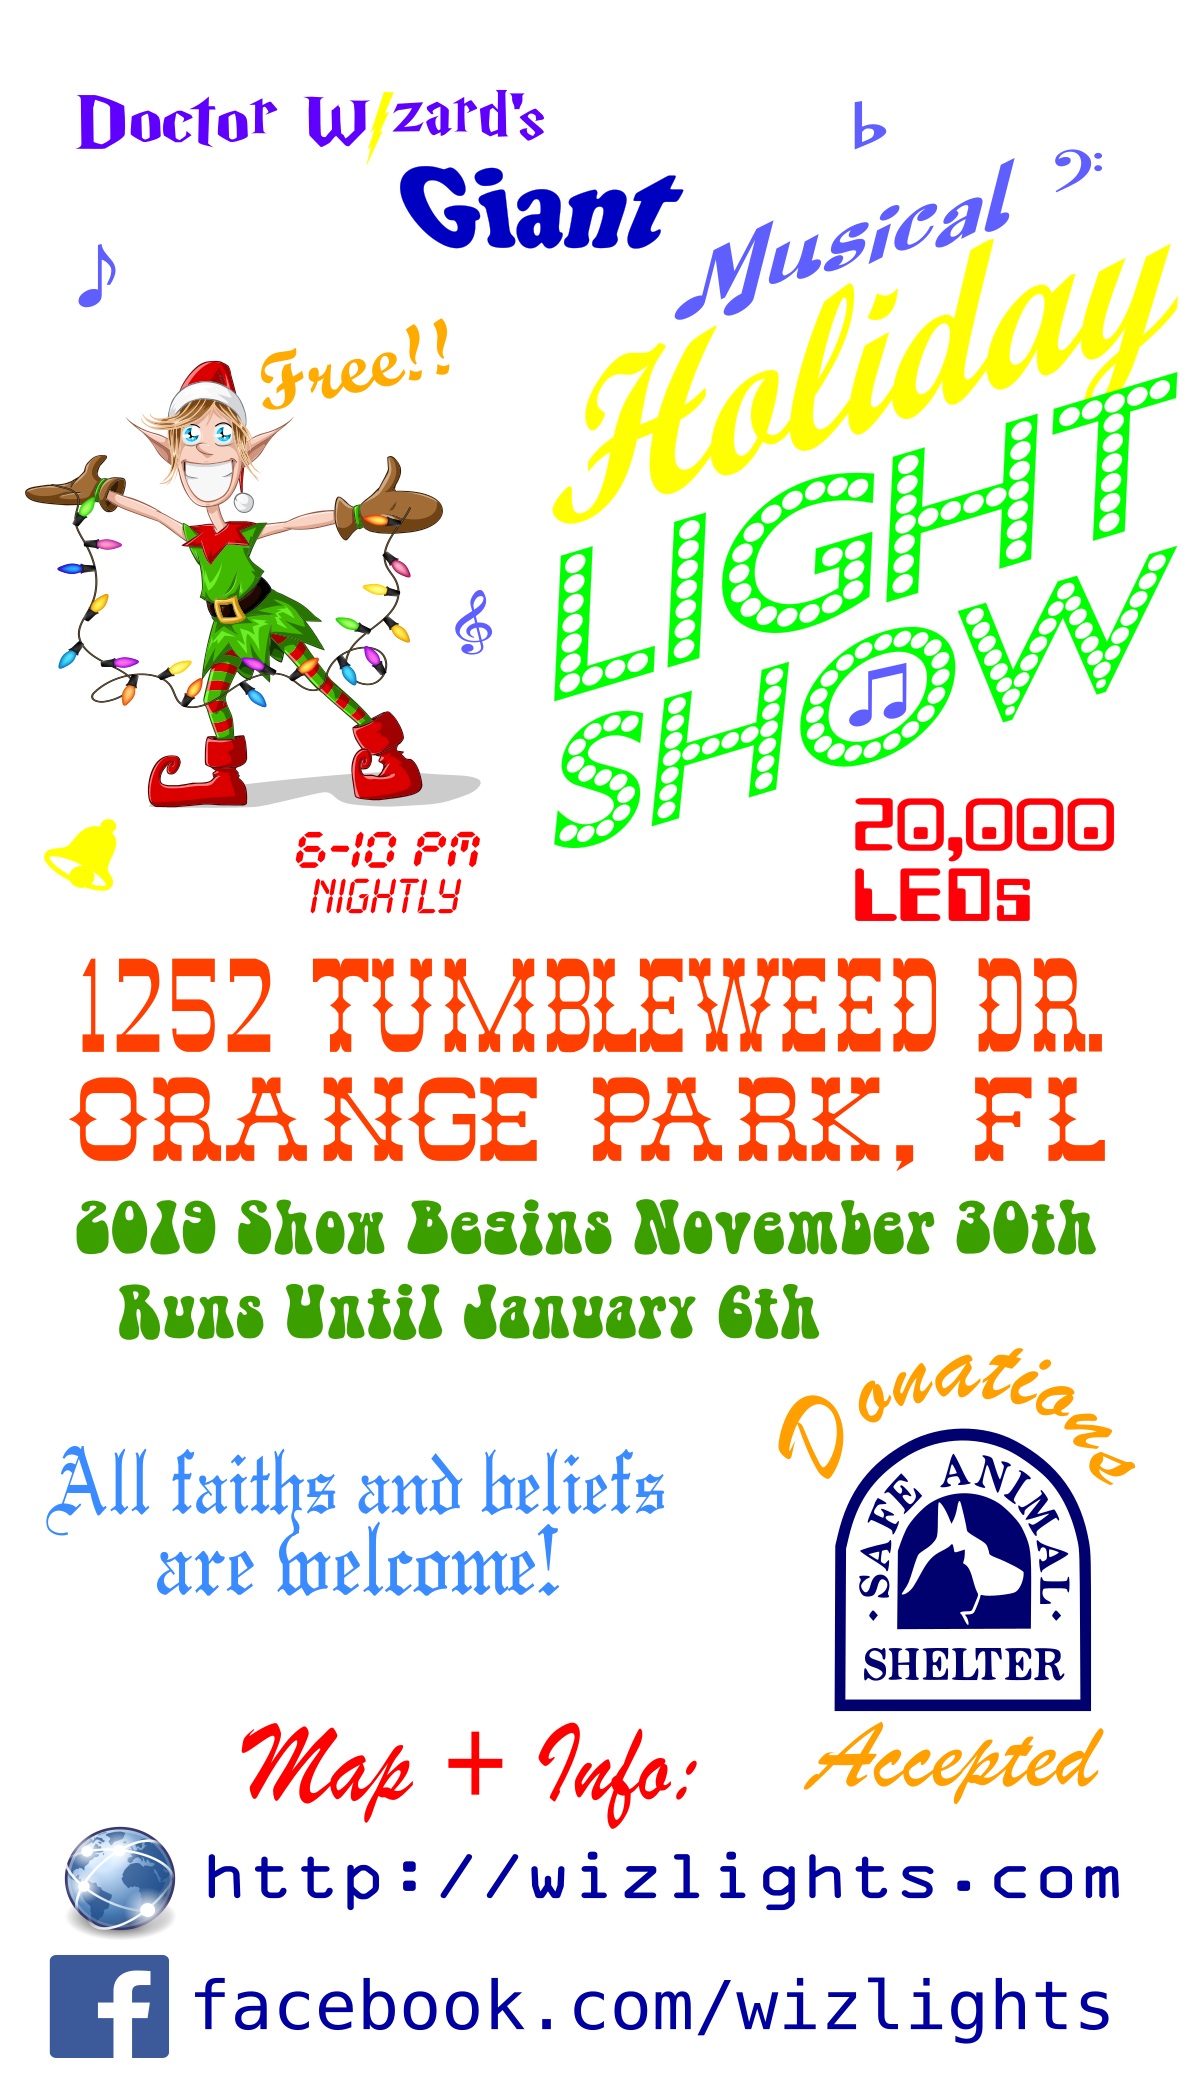 Doctor Wizard's
Giant
Musical
Holiday
LIGHT
SHOW
Free!!
6-10 PM
NIGHTLY
20,000
LEDs
1252 TUMBLEWEED DR.
ORANGE PARK, FL
2019 Show Begins November 30th
Runs Until January 6th
All faiths and beliefs
are welcome!
Donations
SAFE ANIMAL
SHELTER
Accepted
Map + Info:
http://wizlights.com
f
facebook.com/wizlights